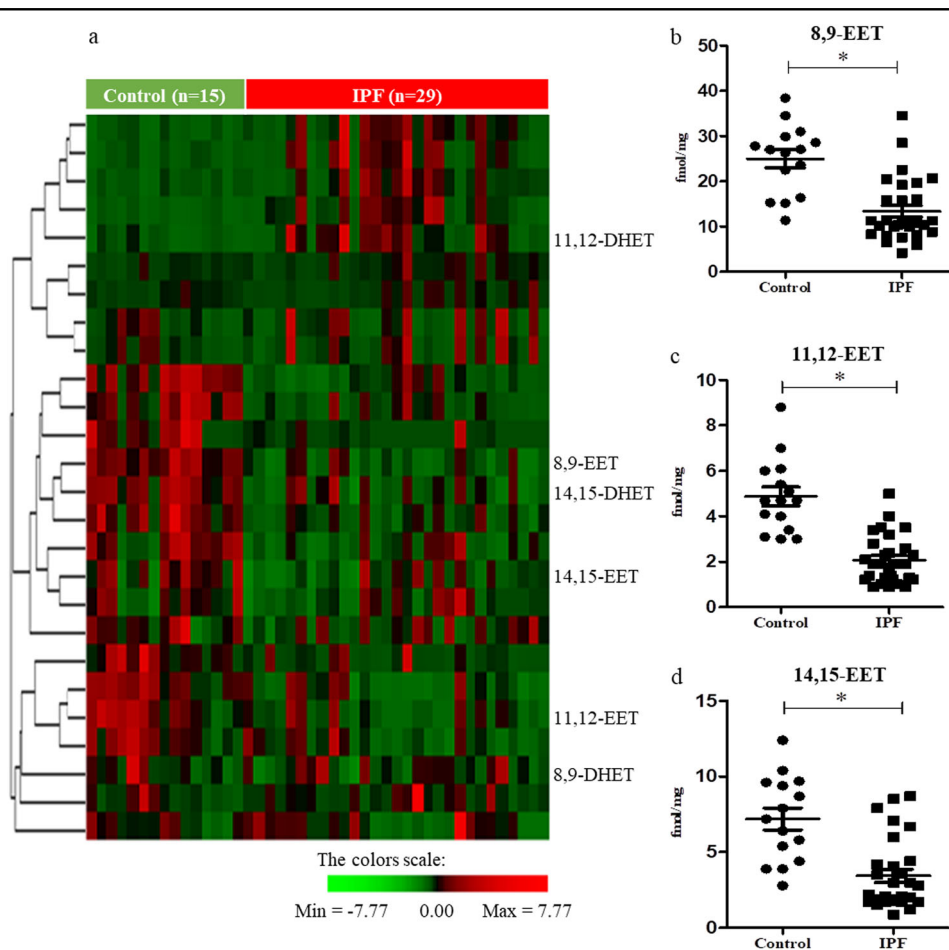 a
Control (n=15)
IPF (n=29)
11,12-DHET
8,9-EET
14,15-DHET
14,15-EET
11,12-EET
8,9-DHET
The colors scale:
Min = -7.77 0.00 Max = 7.77
b
8,9-EET
*
fmol/mg
50
40
30
20
10
0
Control IPF
c
11,12-EET
*
fmol/mg
10
8
6
4
2
0
Control IPF
d
14,15-EET
*
fmol/mg
15
10
5
0
Control IPF